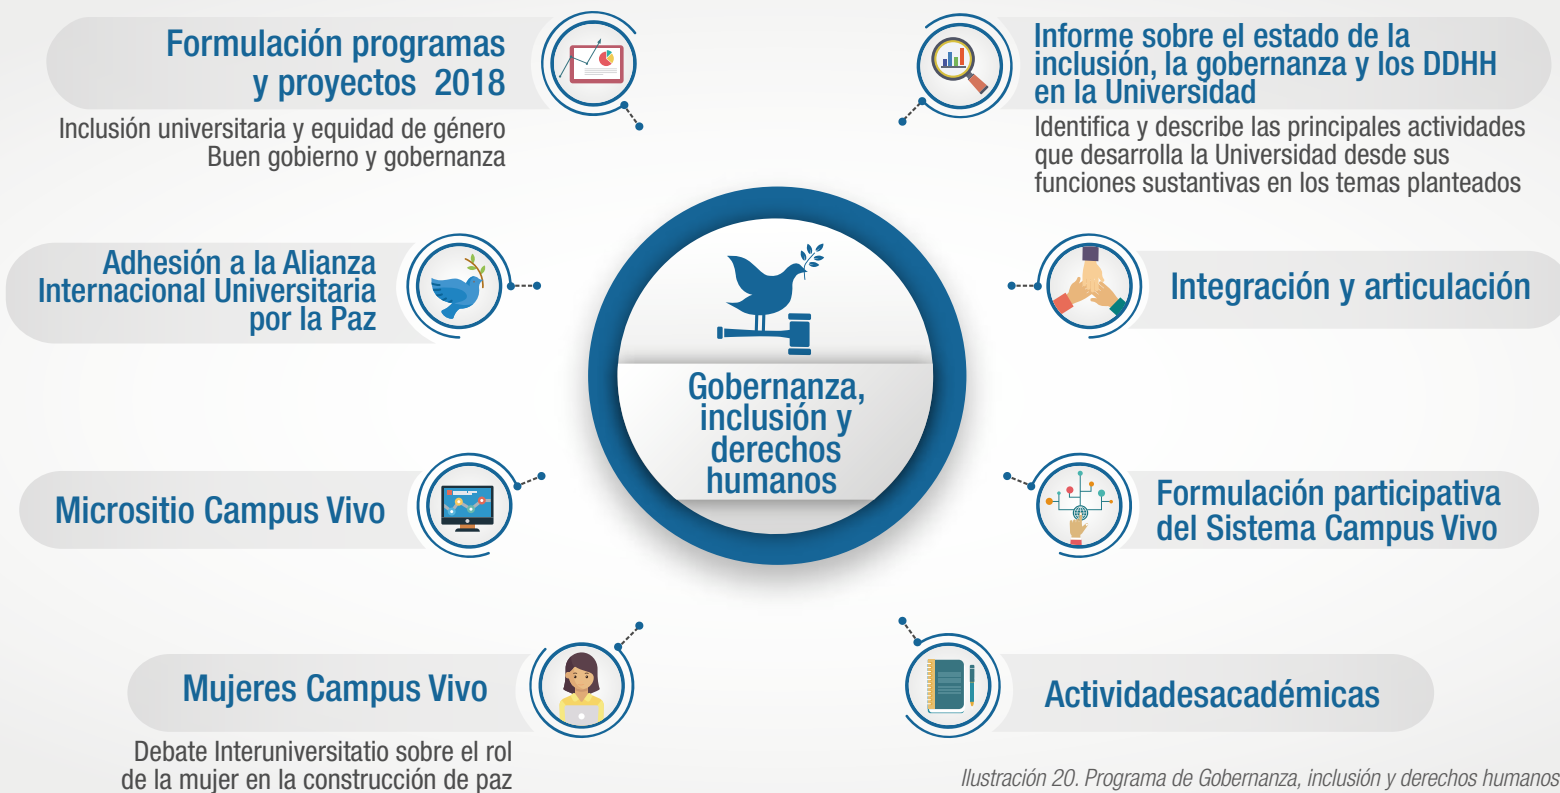 Formulación programas
y proyectos 2018
Inclusión universitaria y equidad de género
Buen gobierno y gobernanza
Informe sobre el estado de la
inclusión, la gobernanza y los DDHH
en la Universidad
Identifica y describe las principales actividades
que desarrolla la Universidad desde sus
funciones sustantivas en los temas planteados
Adhesión a la Alianza
Internacional Universitaria
por la Paz
Integración y articulación
Gobernanza,
inclusión y
derechos
humanos
Micrositio Campus Vivo
Formulación participativa
del Sistema Campus Vivo
Mujeres Campus Vivo
Debate Interuniversitatio sobre el rol
de la mujer en la construcción de paz
Actividadesacadémicas
Ilustración 20. Programa de Gobernanza, inclusión y derechos humanos